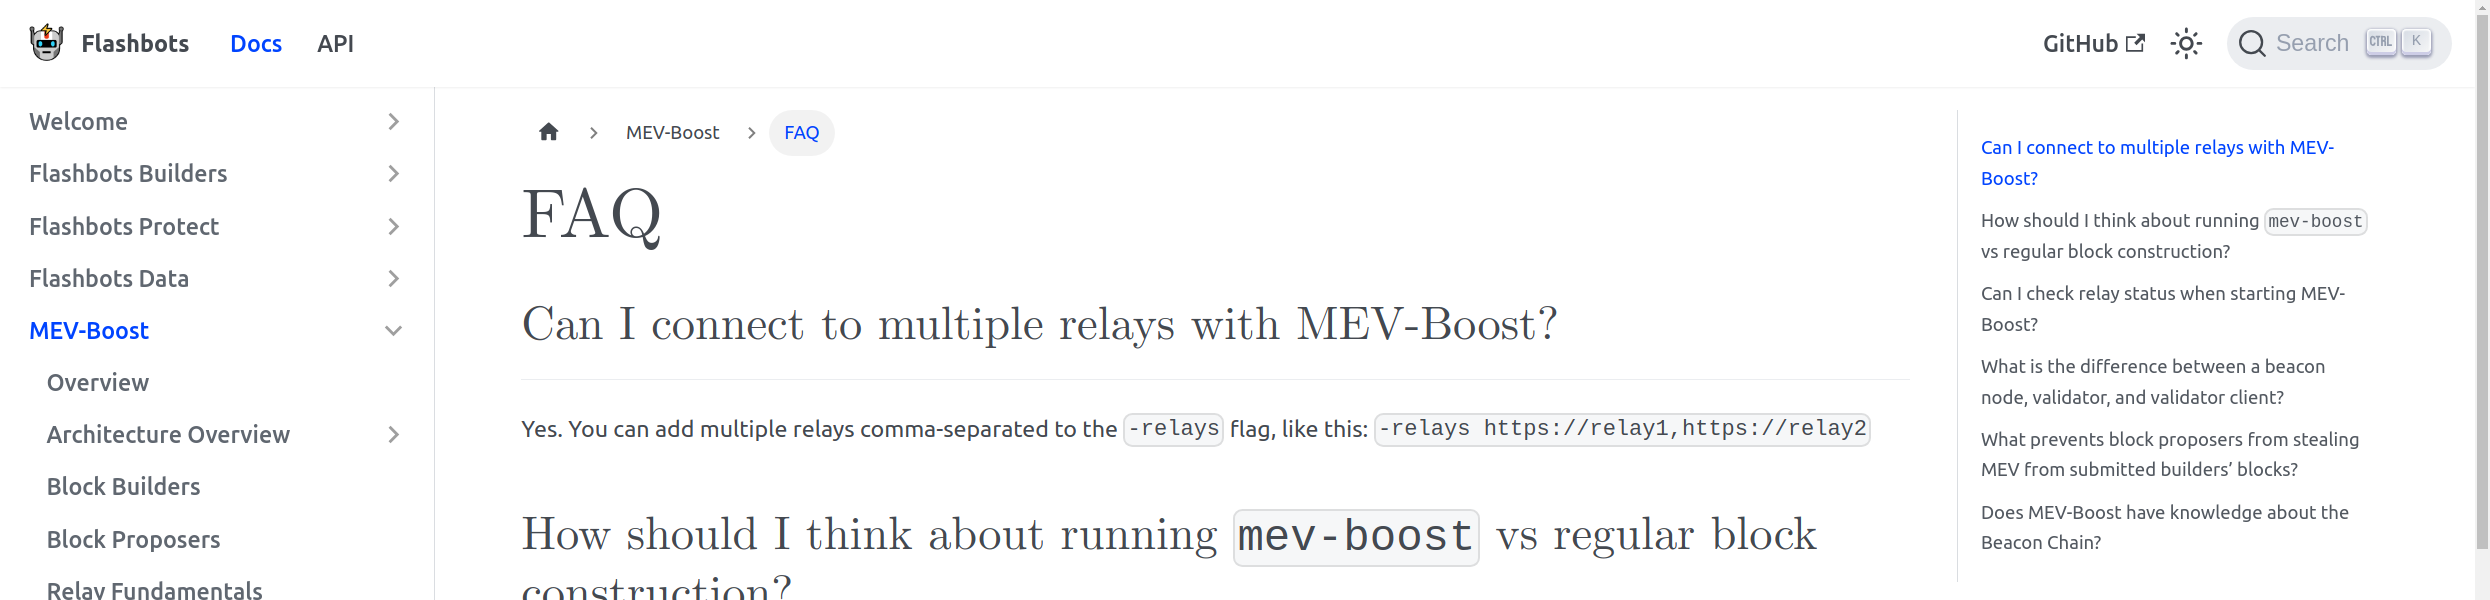 Flashbots Docs API GitHub Search CTRL K
Welcome
Flashbots Builders
Flashbots Protect
Flashbots Data
MEV-Boost
Overview
Architecture Overview
Block Builders
Block Proposers
Relay Fundamentals
MEV-Boost FAQ
FAQ
Can I connect to multiple relays with MEV-Boost?
Yes. You can add multiple relays comma-separated to the -relays flag, like this: -relays https://relay1,https://relay2
How should I think about running mev-boost vs regular block
construction?
Can I connect to multiple relays with MEV-
Boost?
How should I think about running mev-boost
vs regular block construction?
Can I check relay status when starting MEV-
Boost?
What is the difference between a beacon
node, validator, and validator client?
What prevents block proposers from stealing
MEV from submitted builders’ blocks?
Does MEV-Boost have knowledge about the
Beacon Chain?